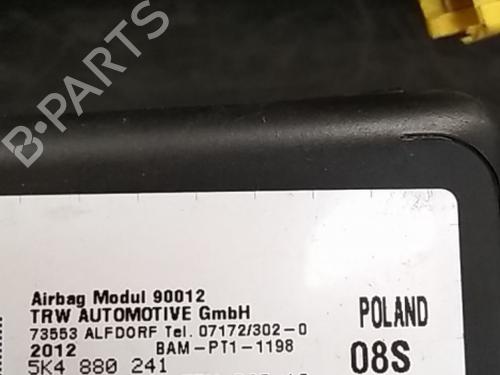 B-PARTS
Airbag Modul 90012
TRW AUTOMOTIVE GmbH
73553 ALFDORF Tel. 07172/302-0
2012 BAM-PT1-1198
5K4 880 241
POLAND
08S